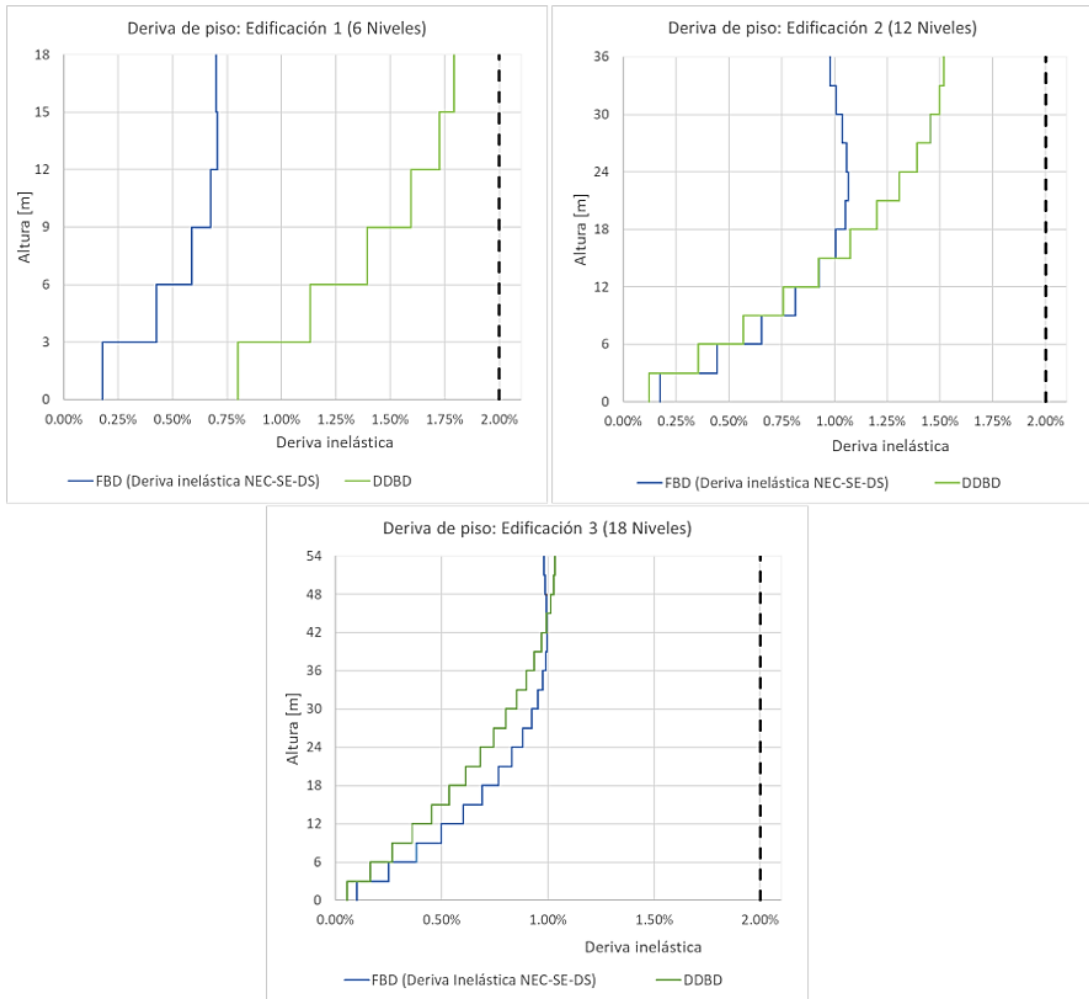 Deriva de piso: Edificación 1 (6 Niveles)
18
15
12
9
6
3
0
Altura [m]
0.00% 0.25% 0.50% 0.75% 1.00% 1.25% 1.50% 1.75% 2.00%
Deriva inelástica
FBD (Deriva inelástica NEC-SE-DS) DDBD
Deriva de piso: Edificación 2 (12 Niveles)
36
30
24
18
12
6
0
Altura [m]
0.00% 0.25% 0.50% 0.75% 1.00% 1.25% 1.50% 1.75% 2.00%
Deriva inelástica
FBD (Deriva inelástica NEC-SE-DS) DDBD
Deriva de piso: Edificación 3 (18 Niveles)
54
48
42
36
30
24
18
12
6
0
Altura [m]
0.00% 0.50% 1.00% 1.50% 2.00%
Deriva inelástica
FBD (Deriva Inelástica NEC-SE-DS) DDBD